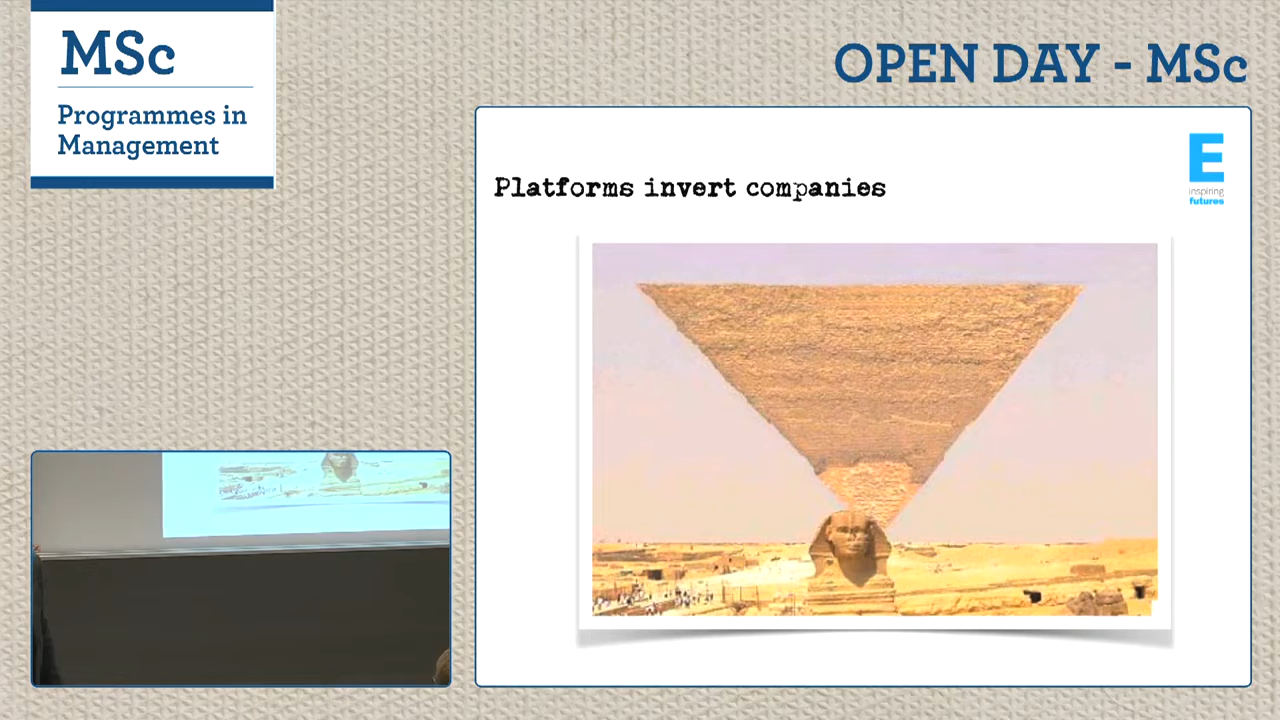 MSc
Programmes in
Management
OPEN DAY - MSc
Platforms invert companies
E
inspiring
futures